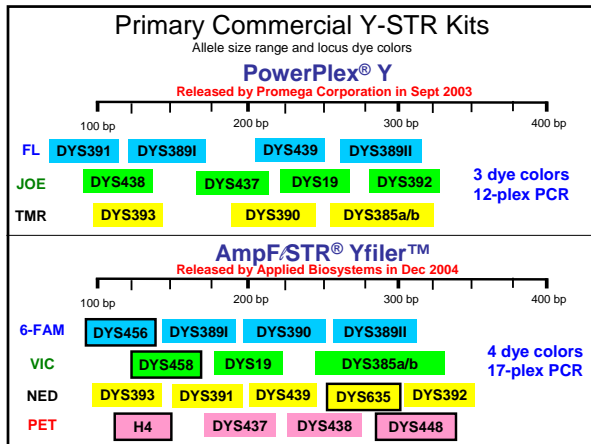 Primary Commercial Y-STR Kits
Allele size range and locus dye colors
PowerPlex® Y
Released by Promega Corporation in Sept 2003
100 bp 200 bp 300 bp 400 bp
FL DYS391 DYS389I DYS439 DYS389II
JOE DYS438 DYS437 DYS19 DYS392
TMR DYS393 DYS390 DYS385a/b
3 dye colors
12-plex PCR
AmpFℓSTR® Yfiler™
Released by Applied Biosystems in Dec 2004
100 bp 200 bp 300 bp 400 bp
6-FAM DYS456 DYS389I DYS390 DYS389II
VIC DYS458 DYS19 DYS385a/b
NED DYS393 DYS391 DYS439 DYS635 DYS392
PET H4 DYS437 DYS438 DYS448
4 dye colors
17-plex PCR